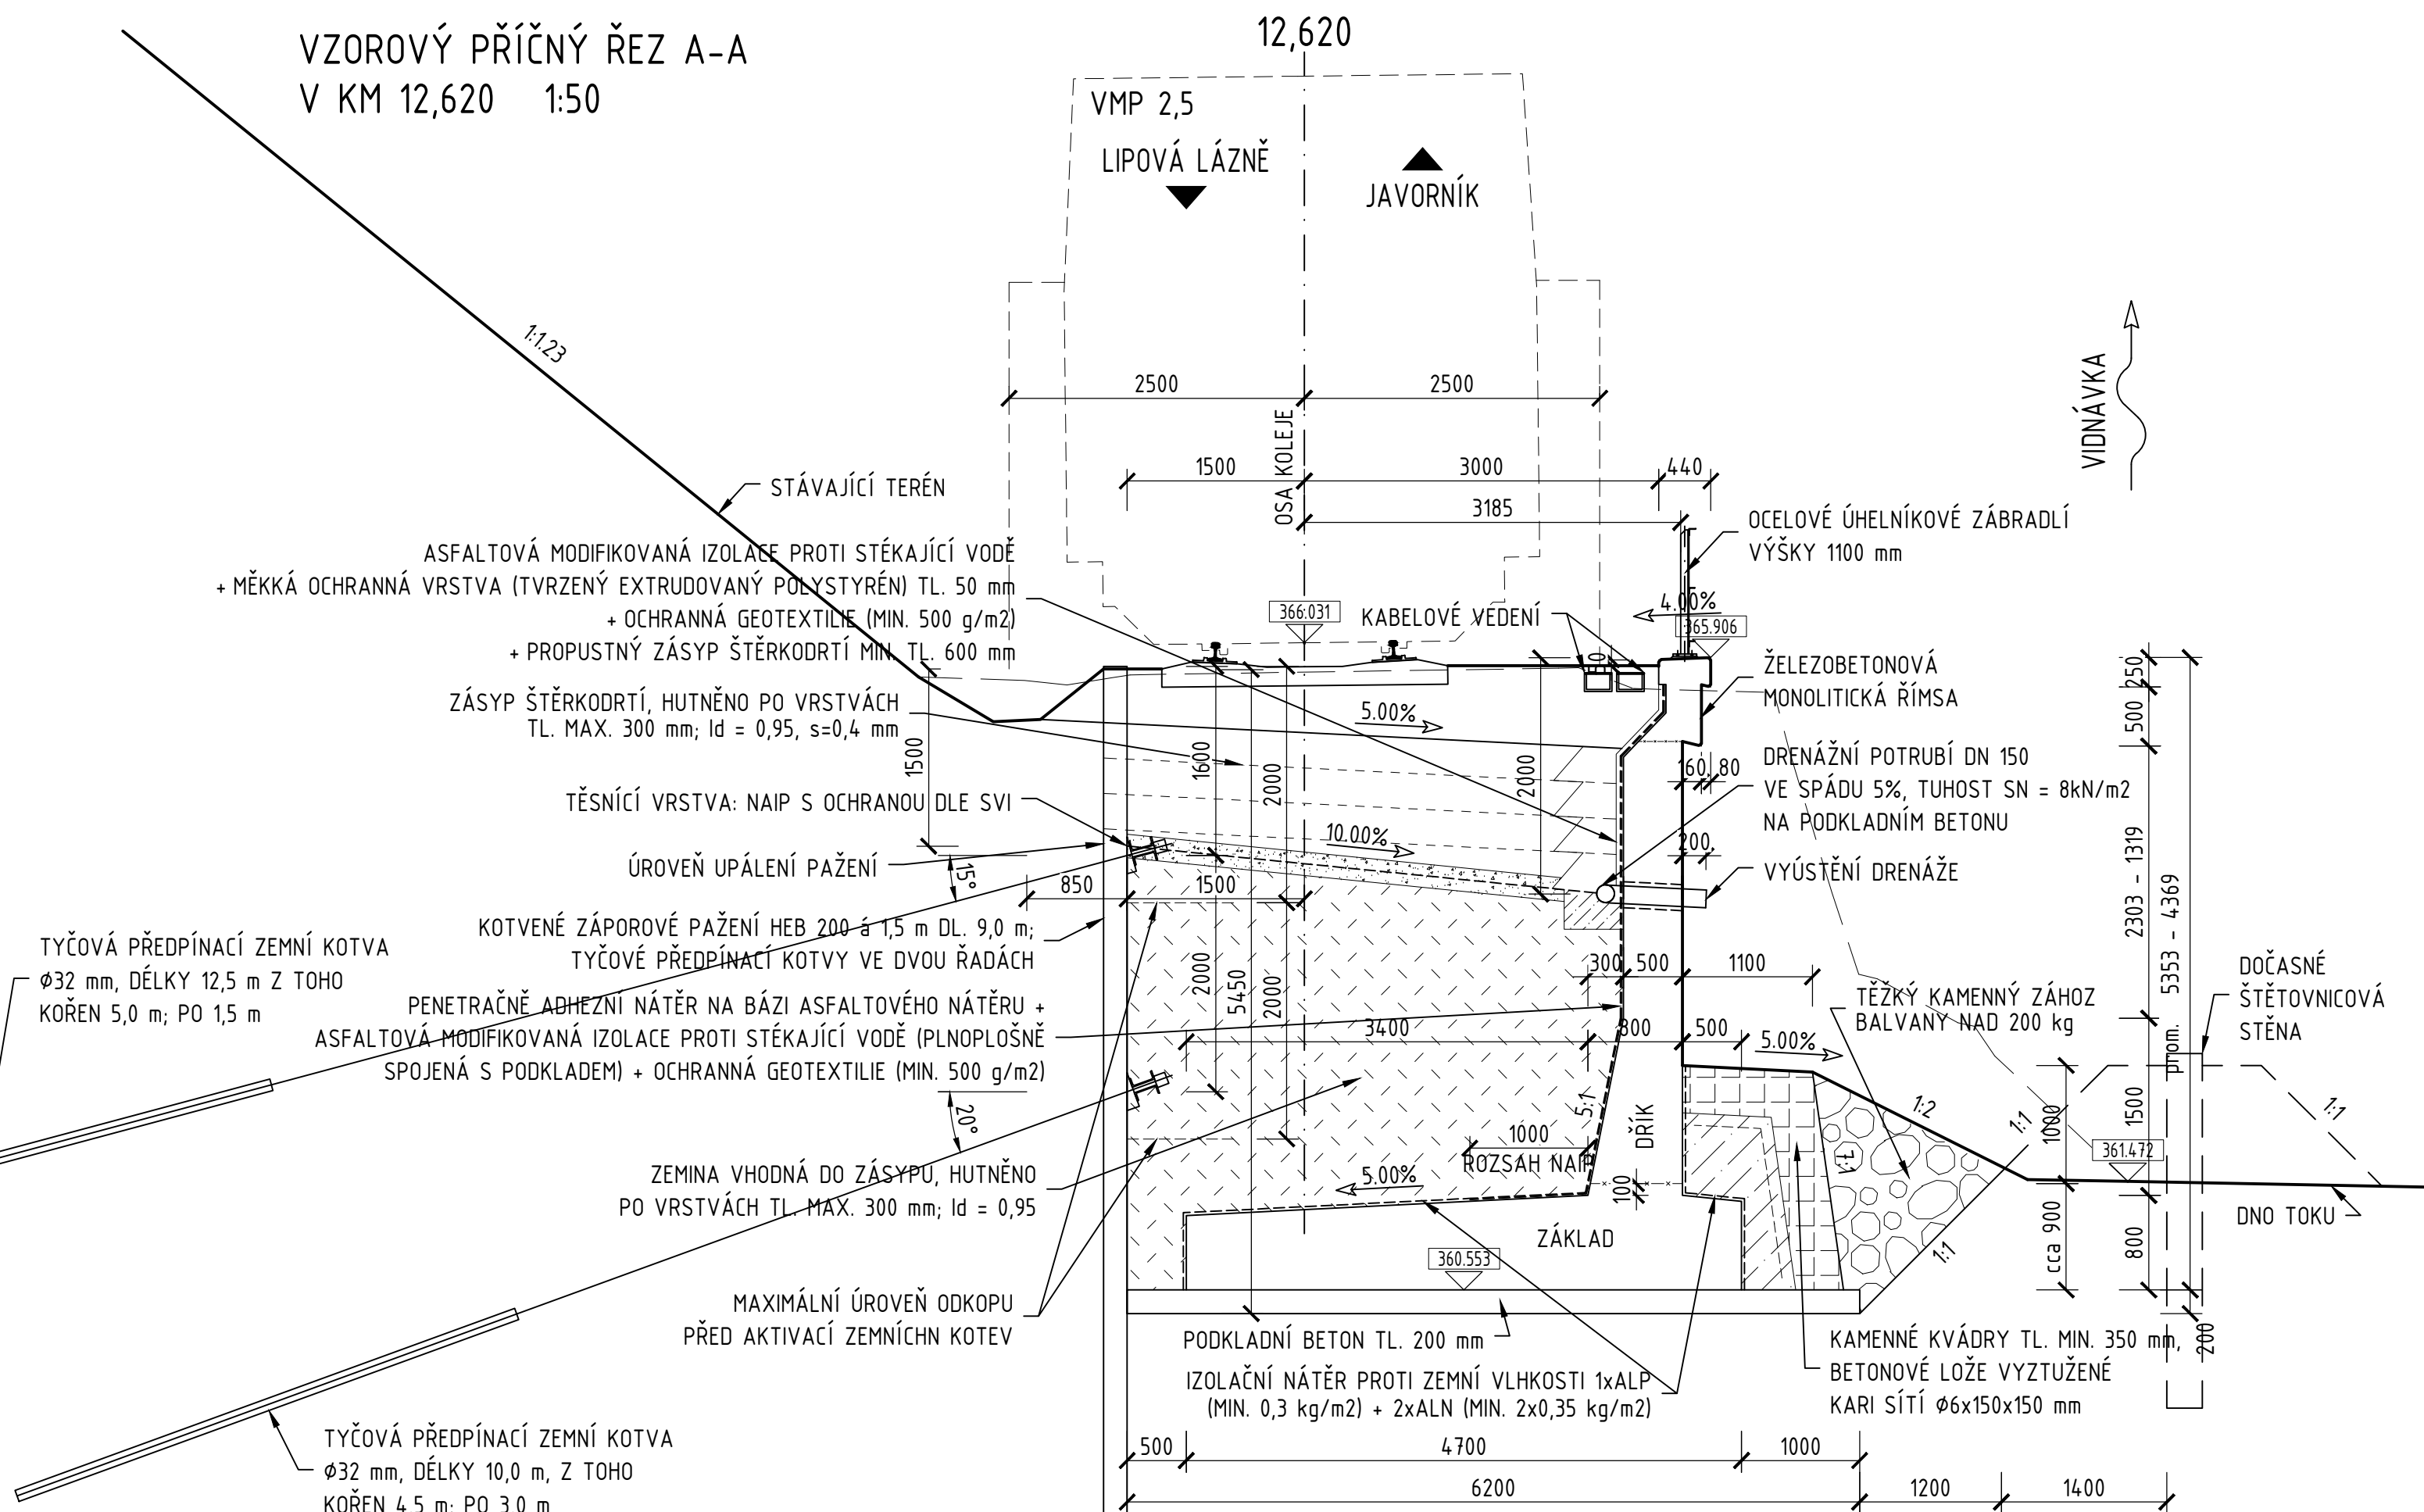 VZOROVÝ PŘÍČNÝ ŘEZ A-A
V KM 12,620 1:50
12,620
VMP 2,5
LIPOVÁ LÁZNĚ
JAVORNÍK
1:1.23
2500
2500
OSA KOLEJE
1500
3000
440
3185
VIDNÁVKA
STÁVAJÍCÍ TERÉN
OCELOVÉ ÚHELNÍKOVÉ ZÁBRADLÍ
VÝŠKY 1100 mm
ASFALTOVÁ MODIFIKOVANÁ IZOLACE PROTI STÉKAJÍCÍ VODĚ
+ MĚKKÁ OCHRANNÁ VRSTVA (TVRZENÝ EXTRUDOVANÝ POLYSTYRÉN) TL. 50 mm
+ OCHRANNÁ GEOTEXTILIE (MIN. 500 g/m2)
+ PROPUSTNÝ ZÁSYP ŠTĚRKODRTÍ MIN. TL. 600 mm
366.031
KABELOVÉ VEDENÍ
4.00%
365.906
ŽELEZOBETONOVÁ
MONOLITICKÁ ŘÍMSA
250
500
ZÁSYP ŠTĚRKODRTÍ, HUTNĚNO PO VRSTVÁCH
TL. MAX. 300 mm; Id = 0,95, s=0,4 mm
5.00%
1500
1600
2000
2000
160
80
DRENÁŽNÍ POTRUBÍ DN 150
VE SPÁDU 5%, TUHOST SN = 8kN/m2
NA PODKLADNÍM BETONU
TĚSNÍCÍ VRSTVA: NAIP S OCHRANOU DLE SVI
10.00%
200
ÚROVEŇ UPÁLENÍ PAŽENÍ
15°
850
1500
VYÚSTĚNÍ DRENÁŽE
2303 - 1319
5353 - 4369
prom.
KOTVENÉ ZÁPOROVÉ PAŽENÍ HEB 200 á 1,5 m DL. 9,0 m;
TYČOVÉ PŘEDPÍNACÍ KOTVY VE DVOU ŘADÁCH
TYČOVÁ PŘEDPÍNACÍ ZEMNÍ KOTVA
ϕ32 mm, DÉLKY 12,5 m Z TOHO
KOŘEN 5,0 m; PO 1,5 m
2000
5450
2000
300
500
1100
DOČASNÉ
ŠTĚTOVNICOVÁ
STĚNA
TĚŽKÝ KAMENNÝ ZÁHOZ
BALVANY NAD 200 kg
PENETRAČNĚ ADHEZNÍ NÁTĚR NA BÁZI ASFALTOVÉHO NÁTĚRU +
ASFALTOVÁ MODIFIKOVANÁ IZOLACE PROTI STÉKAJÍCÍ VODĚ (PLNOPLOŠNĚ
SPOJENÁ S PODKLADEM) + OCHRANNÁ GEOTEXTILIE (MIN. 500 g/m2)
3400
800
500
5.00%
20°
5:1
DŘÍK
1:2
1:1
1:1
1000
1500
361.472
1000
ROZSAH NAIP
7:1
ZEMINA VHODNÁ DO ZÁSYPU, HUTNĚNO
PO VRSTVÁCH TL. MAX. 300 mm; Id = 0,95
5.00%
100
ZÁKLAD
360.553
1:1
cca 900
800
DNO TOKU
MAXIMÁLNÍ ÚROVEŇ ODKOPU
PŘED AKTIVACÍ ZEMNÍCHN KOTEV
PODKLADNÍ BETON TL. 200 mm
200
KAMENNÉ KVÁDRY TL. MIN. 350 mm,
BETONOVÉ LOŽE VYZTUŽENÉ
KARI SÍTÍ ϕ6x150x150 mm
IZOLAČNÍ NÁTĚR PROTI ZEMNÍ VLHKOSTI 1xALP
(MIN. 0,3 kg/m2) + 2xALN (MIN. 2x0,35 kg/m2)
TYČOVÁ PŘEDPÍNACÍ ZEMNÍ KOTVA
ϕ32 mm, DÉLKY 10,0 m, Z TOHO
KOŘEN 4,5 m; PO 3,0 m
500
4700
1000
6200
1200
1400